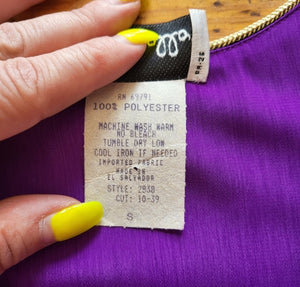 RN 69791
100% POLYESTER
MACHINE WASH WARM
NO BLEACH
TUMBLE DRY LOW
COOL IRON IF NEEDED
IMPORTED FABRIC
MADE IN
EL SALVADOR
STYLE: 2838
CUT: 10-39
S